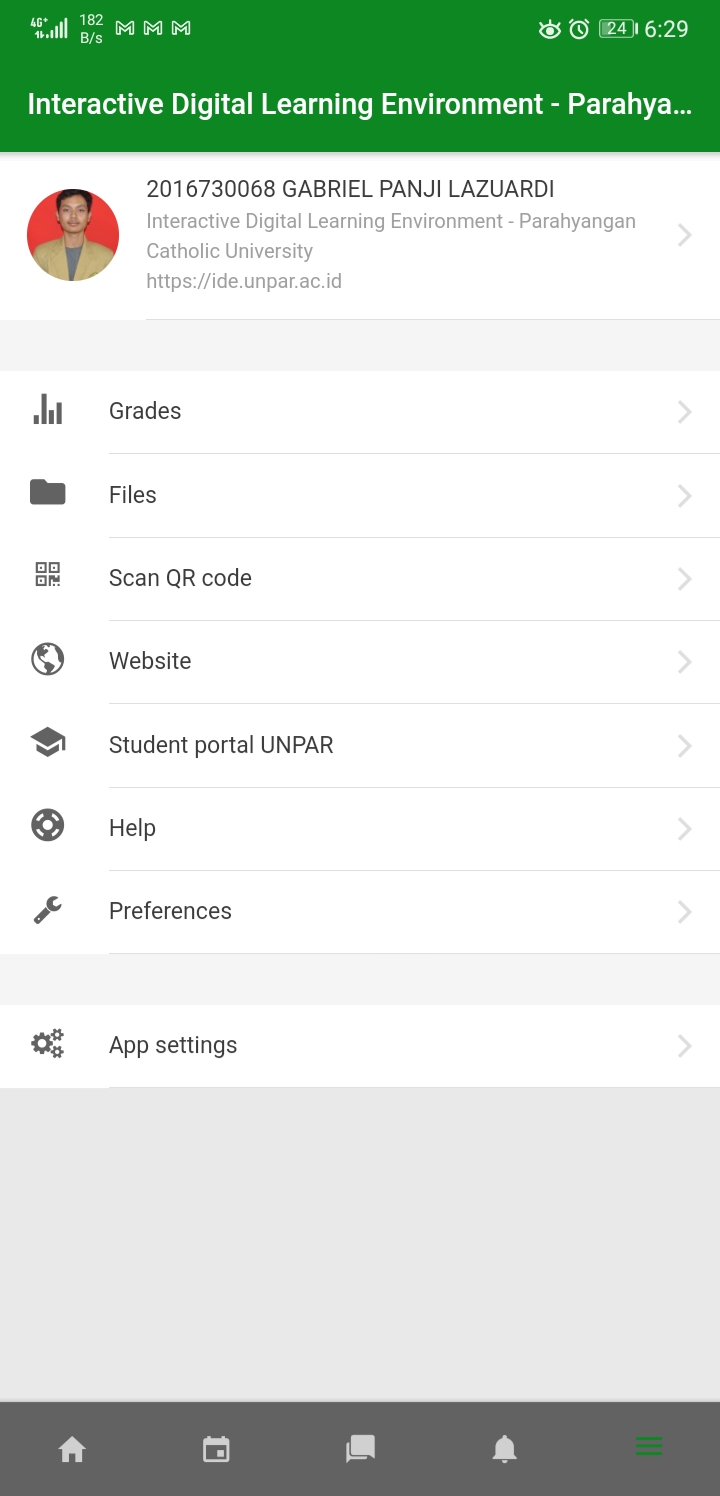 4G+ 182 B/s 24 6:29
Interactive Digital Learning Environment - Parahya...
2016730068 GABRIEL PANJI LAZUARDI
Interactive Digital Learning Environment - Parahyangan
Catholic University
https://ide.unpar.ac.id
Grades
Files
Scan QR code
Website
Student portal UNPAR
Help
Preferences
App settings